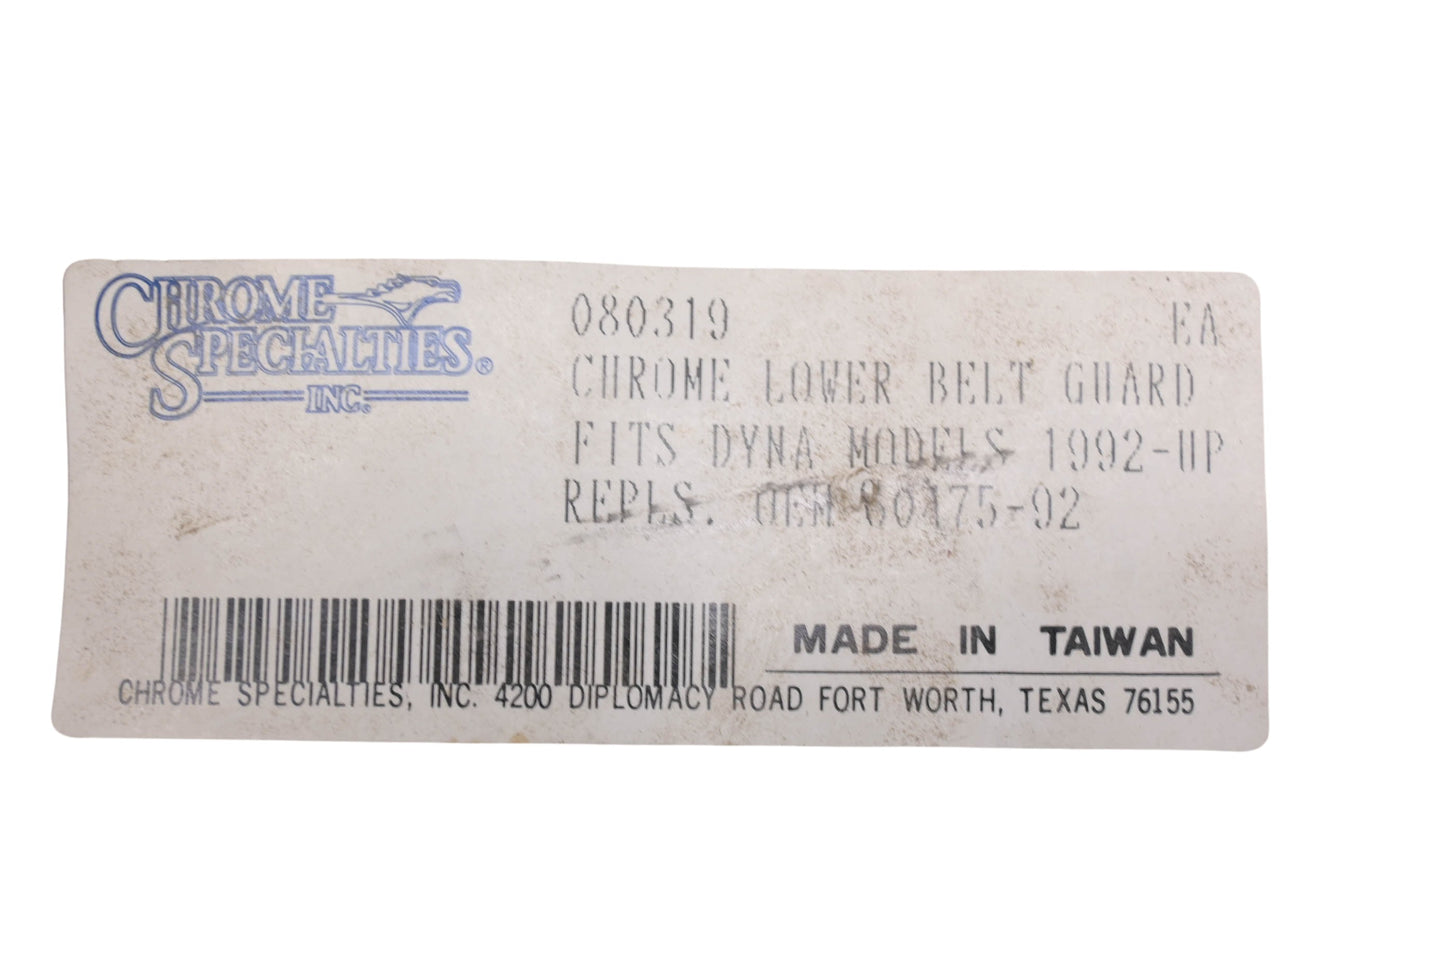 CHROME
SPECIALTIES®
INC.
080319 EA
CHROME LOWER BELT GUARD
FITS DYNA MODELS 1992-UP
REPLS. OEM 60475-92
MADE IN TAIWAN
CHROME SPECIALTIES, INC. 4200 DIPLOMACY ROAD FORT WORTH, TEXAS 76155